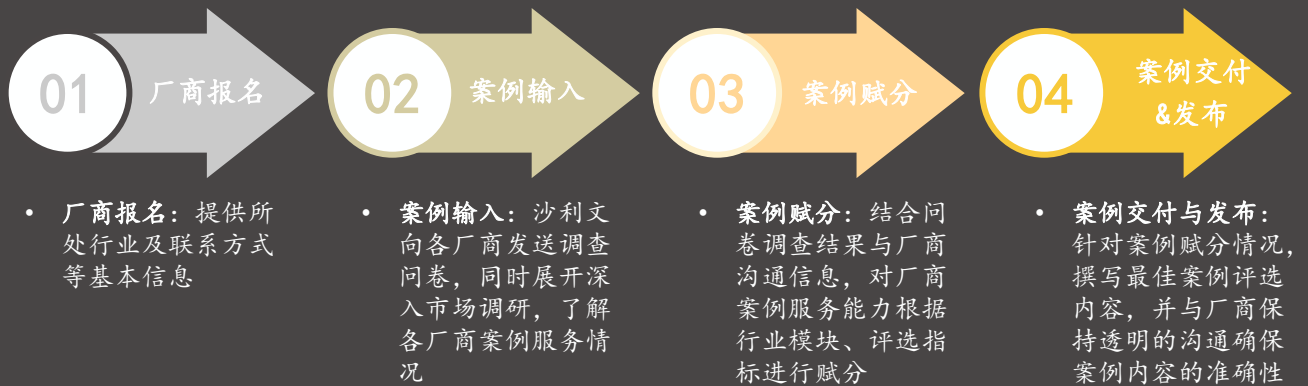 01
厂商报名
02
案例输入
03
案例赋分
04
案例交付
&发布
• 厂商报名：提供所
处行业及联系方式
等基本信息
• 案例输入：沙利文
向各厂商发送调查
问卷，同时展开深
入市场调研，了解
各厂商案例服务情
况
• 案例赋分：结合问
卷调查结果与厂商
沟通信息，对厂商
案例服务能力根据
行业模块、评选指
标进行赋分
• 案例交付与发布：
针对案例赋分情况，
撰写最佳案例评选
内容，并与厂商保
持透明的沟通确保
案例内容的准确性